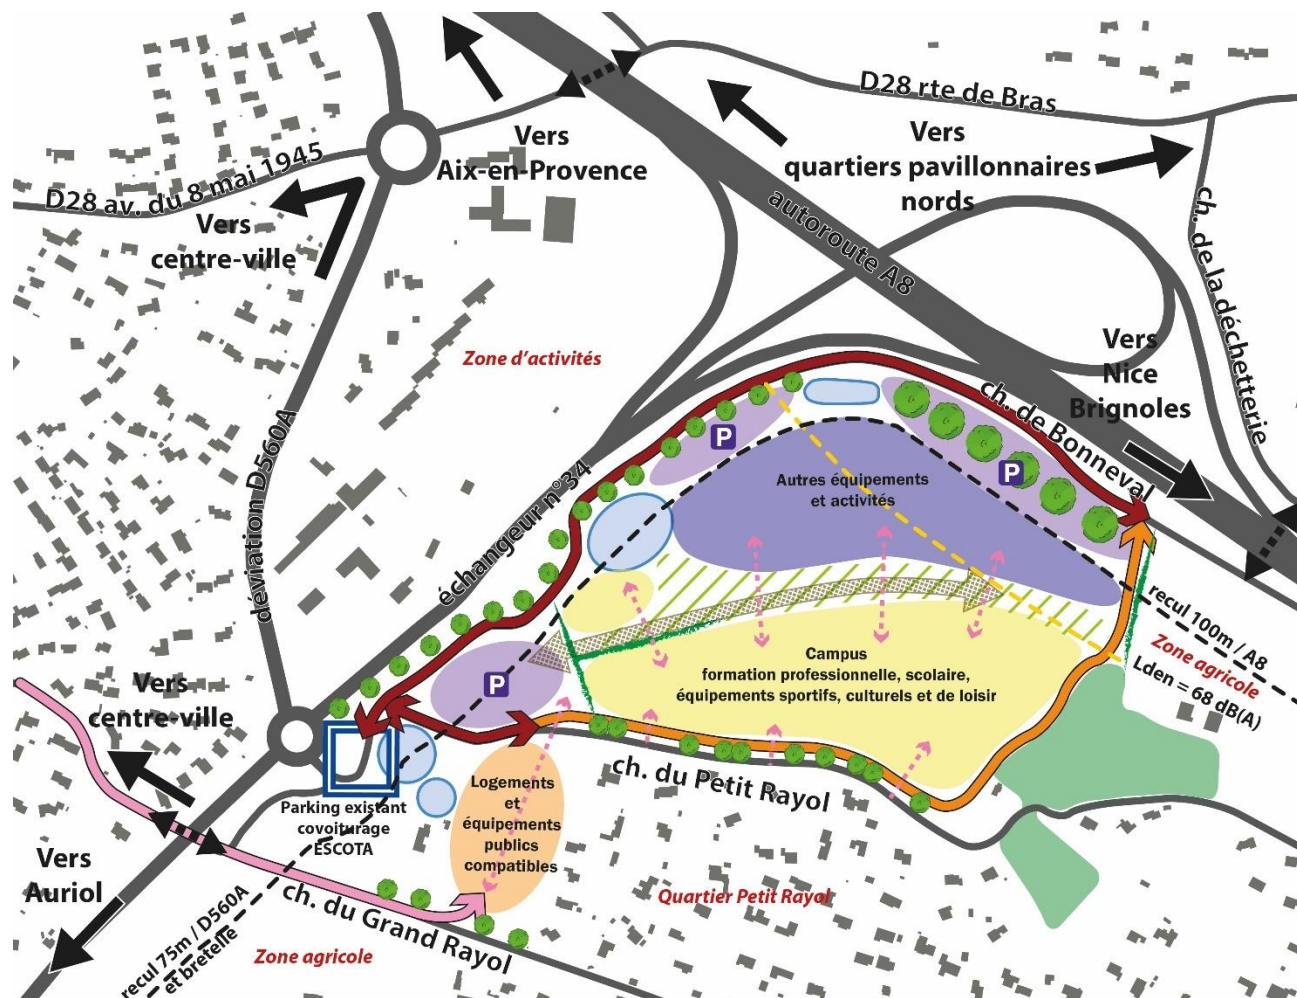 D28 rte de Bras
Vers
Aix-en-Provence
Vers
quartiers pavillonnaires
nords
D28 av. du 8 mai 1945
Vers
centre-ville
autoroute A8
ch. de la déchetterie
Zone d'activités
Vers
Nice
Brignoles
ch. de Bonneval
P
P
déviation D560A
échangeur n°34
Autres équipements
et activités
recul 100m / A8
Zone agricole
Lden = 68 dB(A)
Campus
formation professionnelle, scolaire,
équipements sportifs, culturels et de loisir
P
Vers
centre-ville
ch. du Petit Rayol
Logements
et
équipements
publics
compatibles
Parking existant
covoiturage
ESCOTA
Vers
Auriol
ch. du Grand Rayol
Quartier Petit Rayol
recul 75m / D560A
et bretelle
Zone agricole